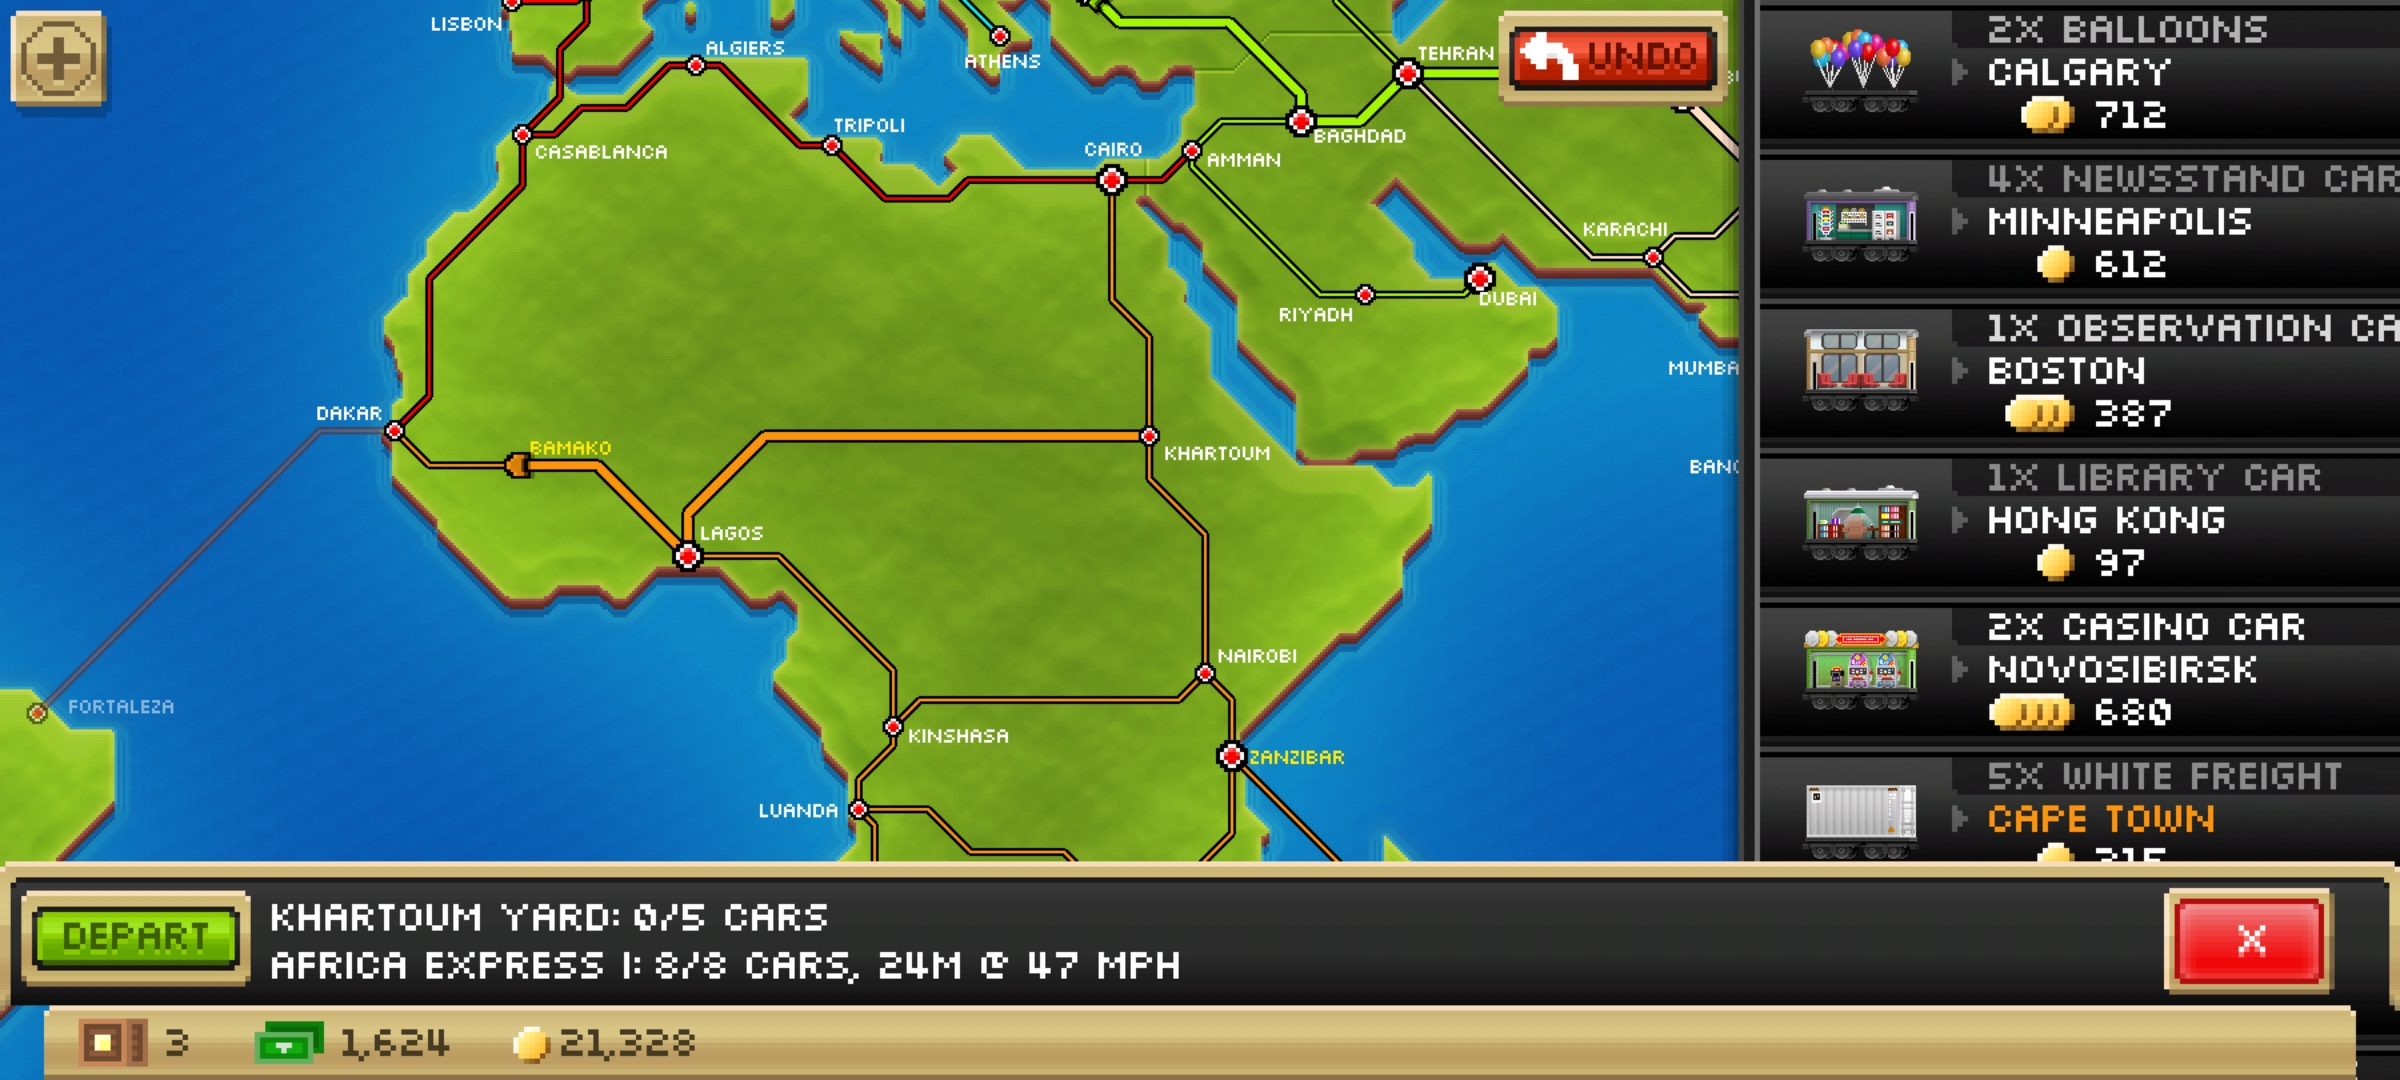 LISBON
ALGIERS
ATHENS
TEHRAN
UNDO
TRIPOLI
CASABLANCA
CAIRO
AMMAN
BAGHDAD
KARACHI
RIYADH
DUBAI
DAKAR
BAMAKO
KHARTOUM
LAGOS
NAIROBI
FORTALEZA
KINSHASA
ZANZIBAR
LUANDA
MUMBA
BANG
2X BALLOONS
CALGARY
712
4X NEWSSTAND CAR
MINNEAPOLIS
612
1X OBSERVATION CA
BOSTON
387
1X LIBRARY CAR
HONG KONG
97
2X CASINO CAR
NOVOSIBIRSK
680
5X WHITE FREIGHT
CAPE TOWN
DEPART
KHARTOUM YARD: 0/5 CARS
AFRICA EXPRESS I: 8/8 CARS, 24M @ 47 MPH
X
3
1,624
21,328